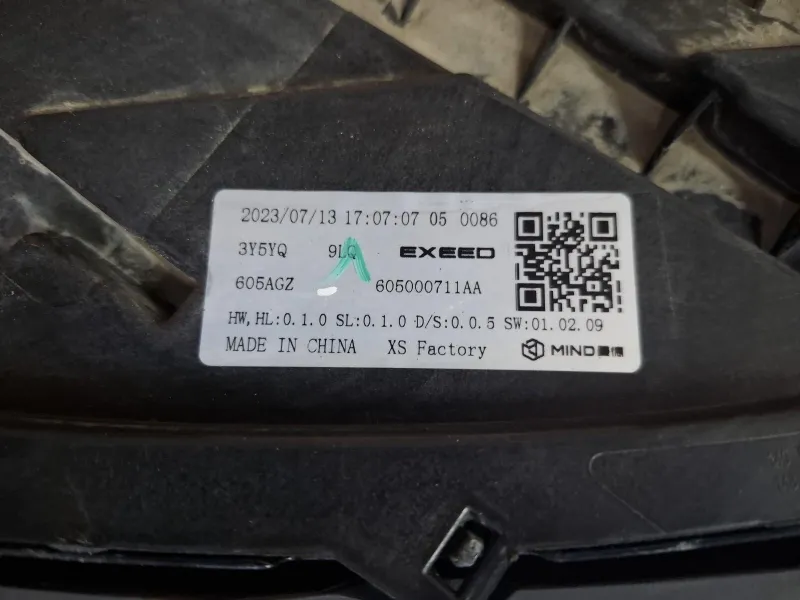 2023/07/13 17:07:07 05 0086
3Y5YQ 9LQ EXEED
605AGZ 605000711AA
HW,HL:0.1.0 SL:0.1.0 D/S:0.0.5 SW:01.02.09
MADE IN CHINA XS Factory MIND